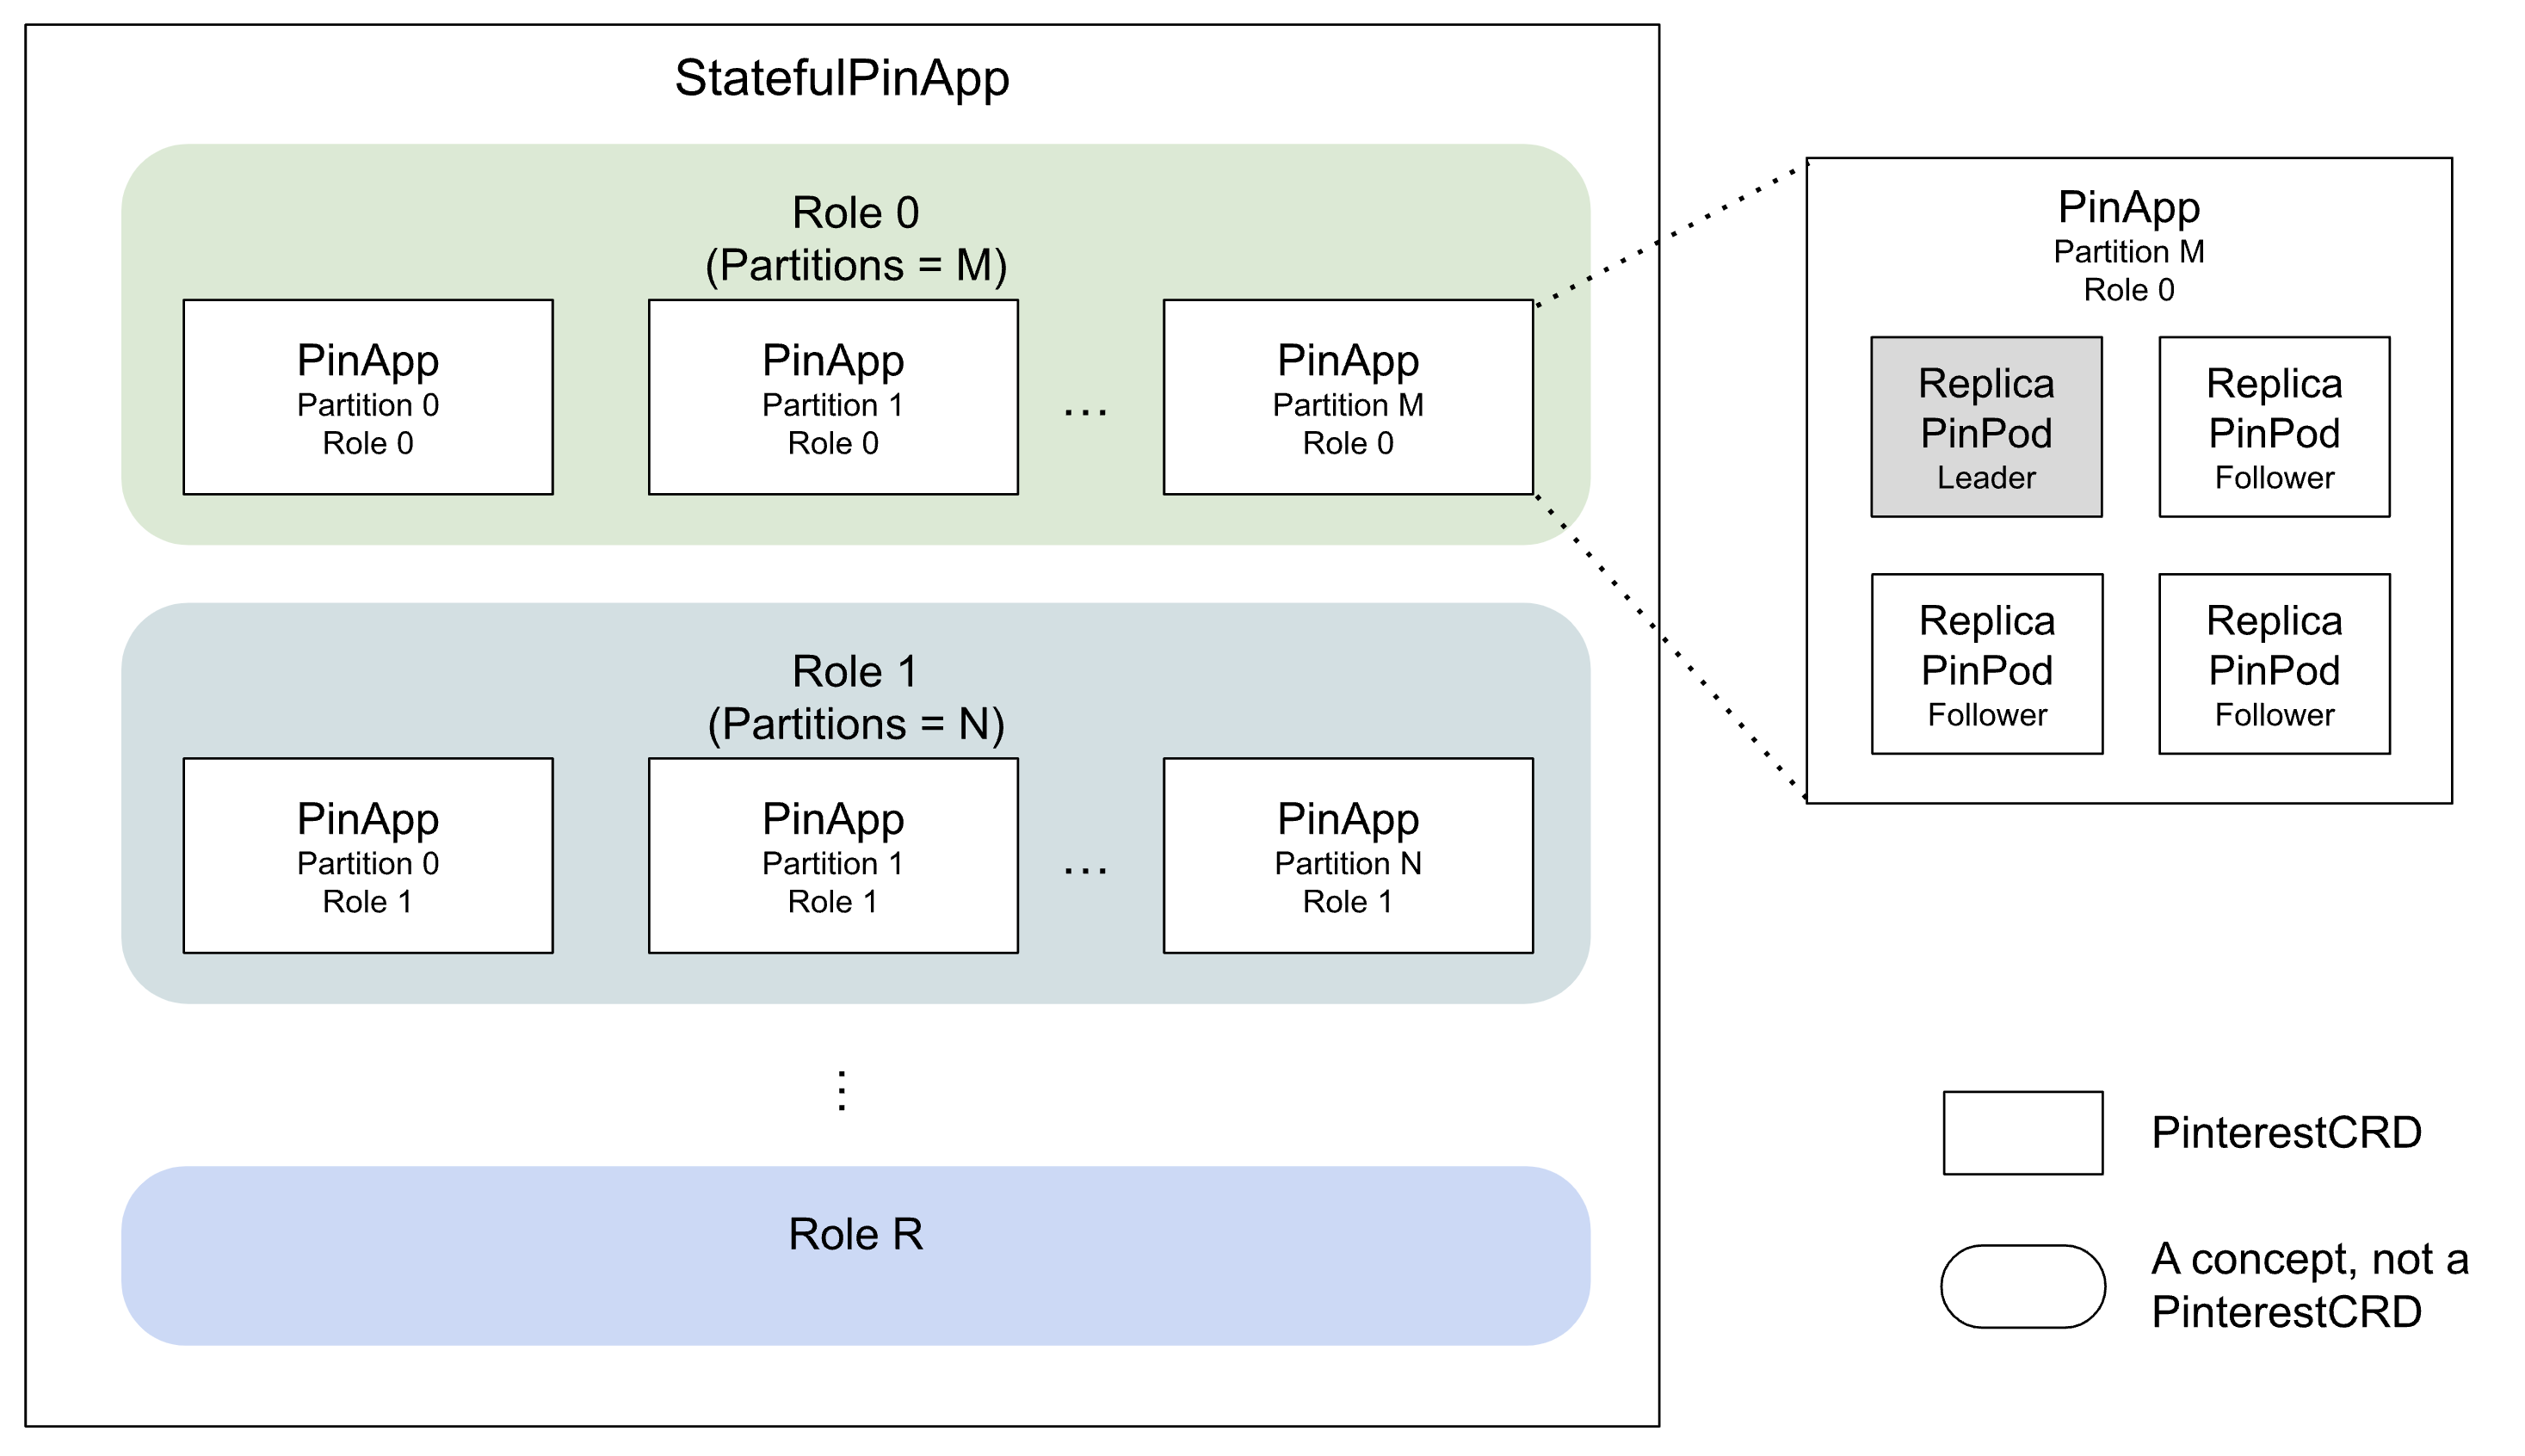 StatefulPinApp
Role 0
(Partitions = M)
PinApp
Partition 0
Role 0
PinApp
Partition 1
Role 0
...
PinApp
Partition M
Role 0
Role 1
(Partitions = N)
PinApp
Partition 0
Role 1
PinApp
Partition 1
Role 1
...
PinApp
Partition N
Role 1
...
Role R
PinApp
Partition M
Role 0
Replica
PinPod
Leader
Replica
PinPod
Follower
Replica
PinPod
Follower
Replica
PinPod
Follower
PinterestCRD
A concept, not a
PinterestCRD